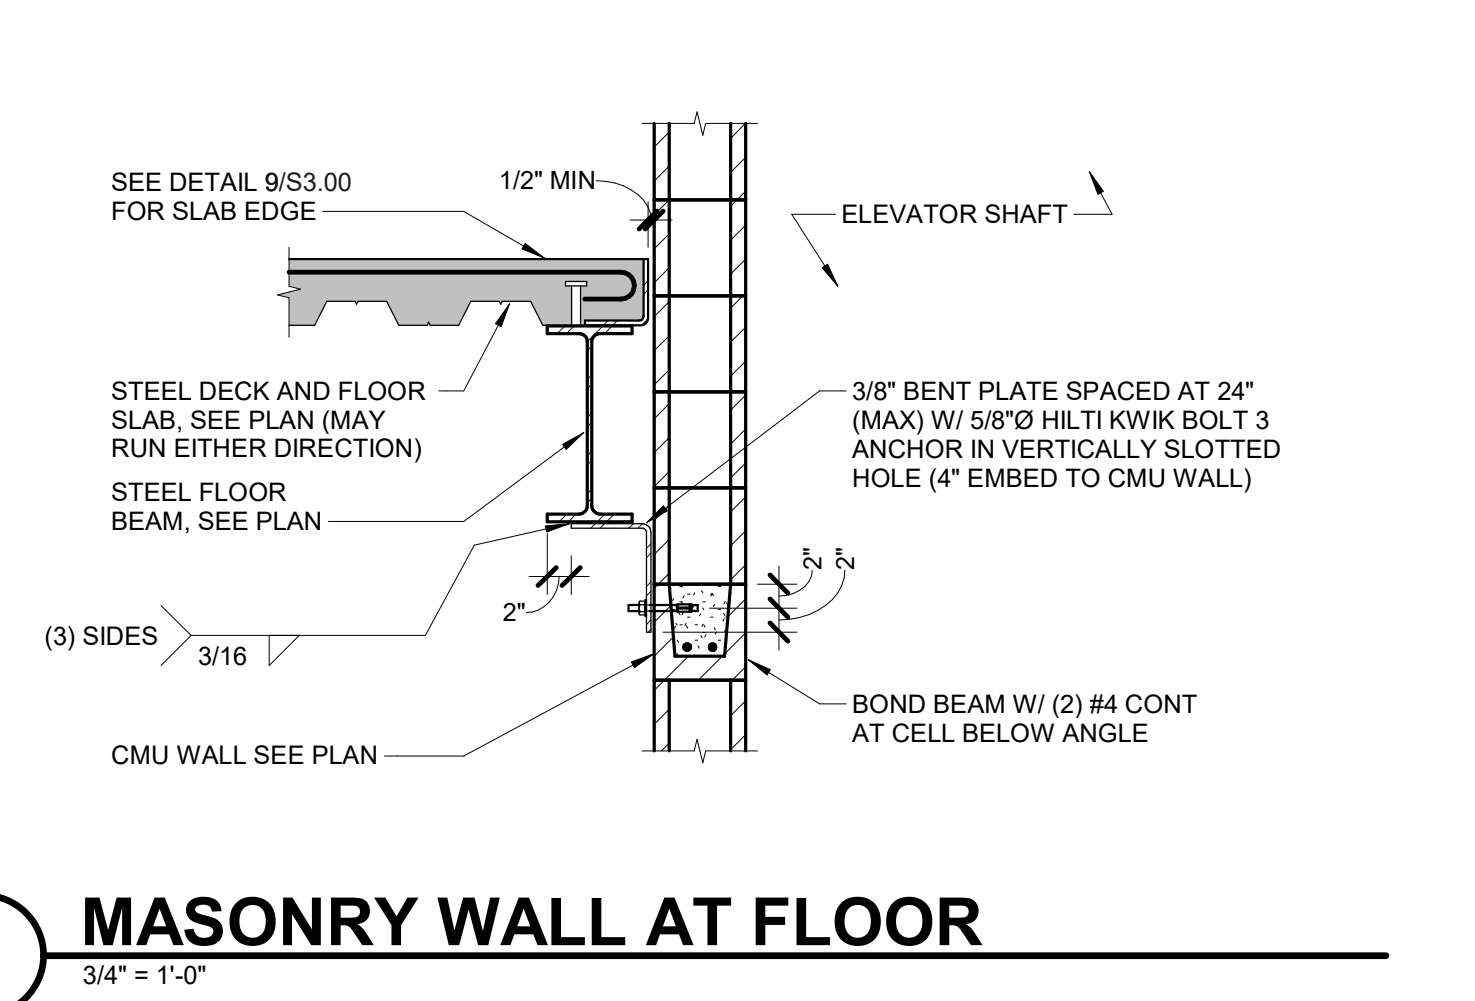 SEE DETAIL 9/S3.00
FOR SLAB EDGE
1/2" MIN
ELEVATOR SHAFT
STEEL DECK AND FLOOR
SLAB, SEE PLAN (MAY
RUN EITHER DIRECTION)
3/8" BENT PLATE SPACED AT 24"
(MAX) W/ 5/8"Ø HILTI KWIK BOLT 3
ANCHOR IN VERTICALLY SLOTTED
HOLE (4" EMBED TO CMU WALL)
STEEL FLOOR
BEAM, SEE PLAN
2"
2"
2"
(3) SIDES
3/16
BOND BEAM W/ (2) #4 CONT
AT CELL BELOW ANGLE
CMU WALL SEE PLAN
MASONRY WALL AT FLOOR
3/4" = 1'-0"